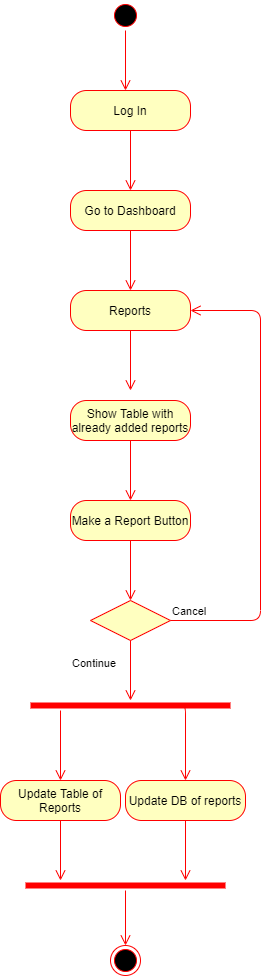 Log In
Go to Dashboard
Reports
Show Table with
already added reports
Make a Report Button
Cancel
Continue
Update Table of
Reports
Update DB of reports